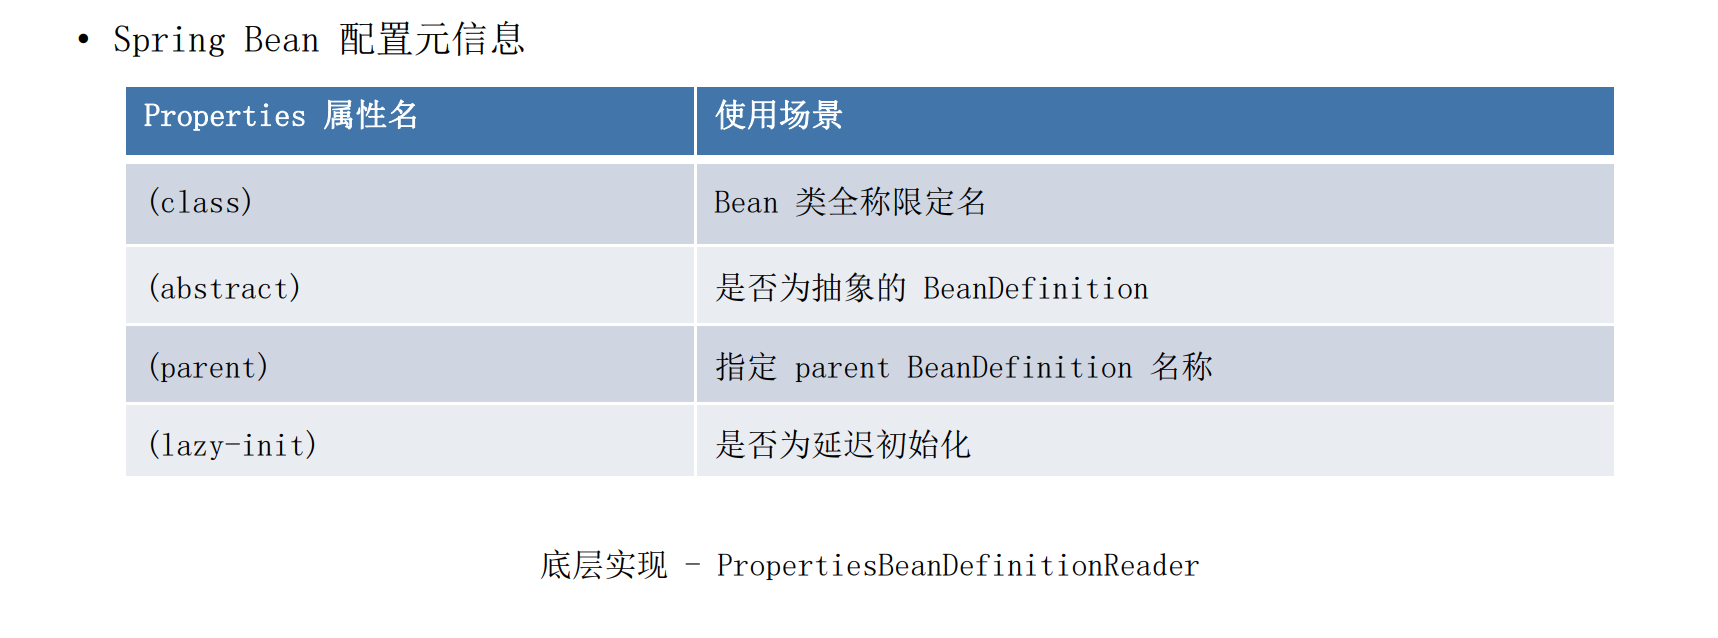 • Spring Bean 配置元信息
Properties 属性名 使用场景
(class) Bean 类全称限定名
(abstract) 是否为抽象的 BeanDefinition
(parent) 指定 parent BeanDefinition 名称
(lazy-init) 是否为延迟初始化
底层实现 - PropertiesBeanDefinitionReader